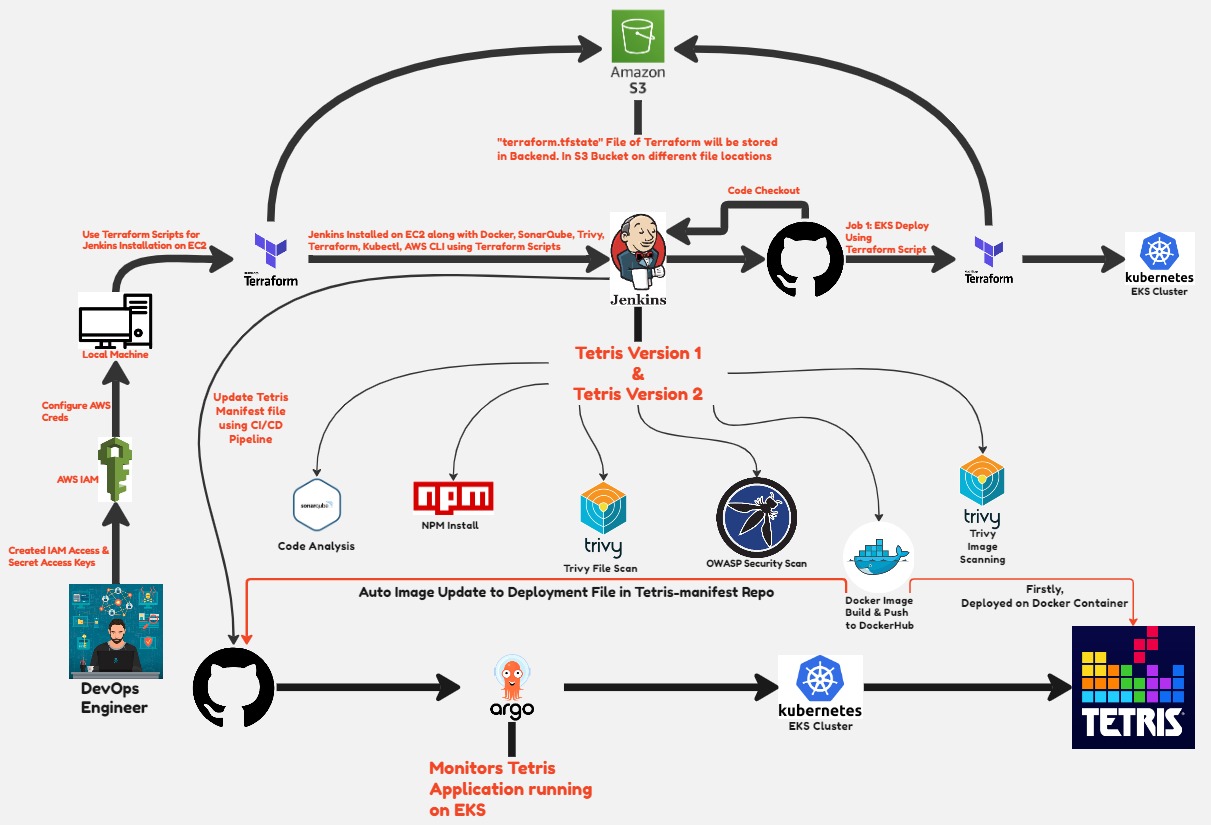 Amazon
S3
"terraform.tfstate" File of Terraform will be stored
in Backend. In S3 Bucket on different file locations
Code Checkout
Use Terraform Scripts for
Jenkins Installation on EC2
Jenkins Installed on EC2 along with Docker, SonarQube, Trivy,
Terraform, Kubectl, AWS CLI using Terraform Scripts
Job 1: EKS Deploy
Using
Terraform Script
Terraform
Jenkins
Terraform
kubernetes
EKS Cluster
Local Machine
Tetris Version 1
&
Tetris Version 2
Configure AWS
Creds
Update Tetris
Manifest file
using CI/CD
Pipeline
AWS IAM
sonarqube
Code Analysis
npm
NPM Install
trivy
Trivy File Scan
OWASP Security Scan
trivy
Trivy
Image
Scanning
Created IAM Access &
Secret Access Keys
Auto Image Update to Deployment File in Tetris-manifest Repo
Docker Image
Build & Push
to DockerHub
Firstly,
Deployed on Docker Container
DevOps
DevOps
Engineer
argo
kubernetes
EKS Cluster
TETRIS
Monitors Tetris
Application running
on EKS